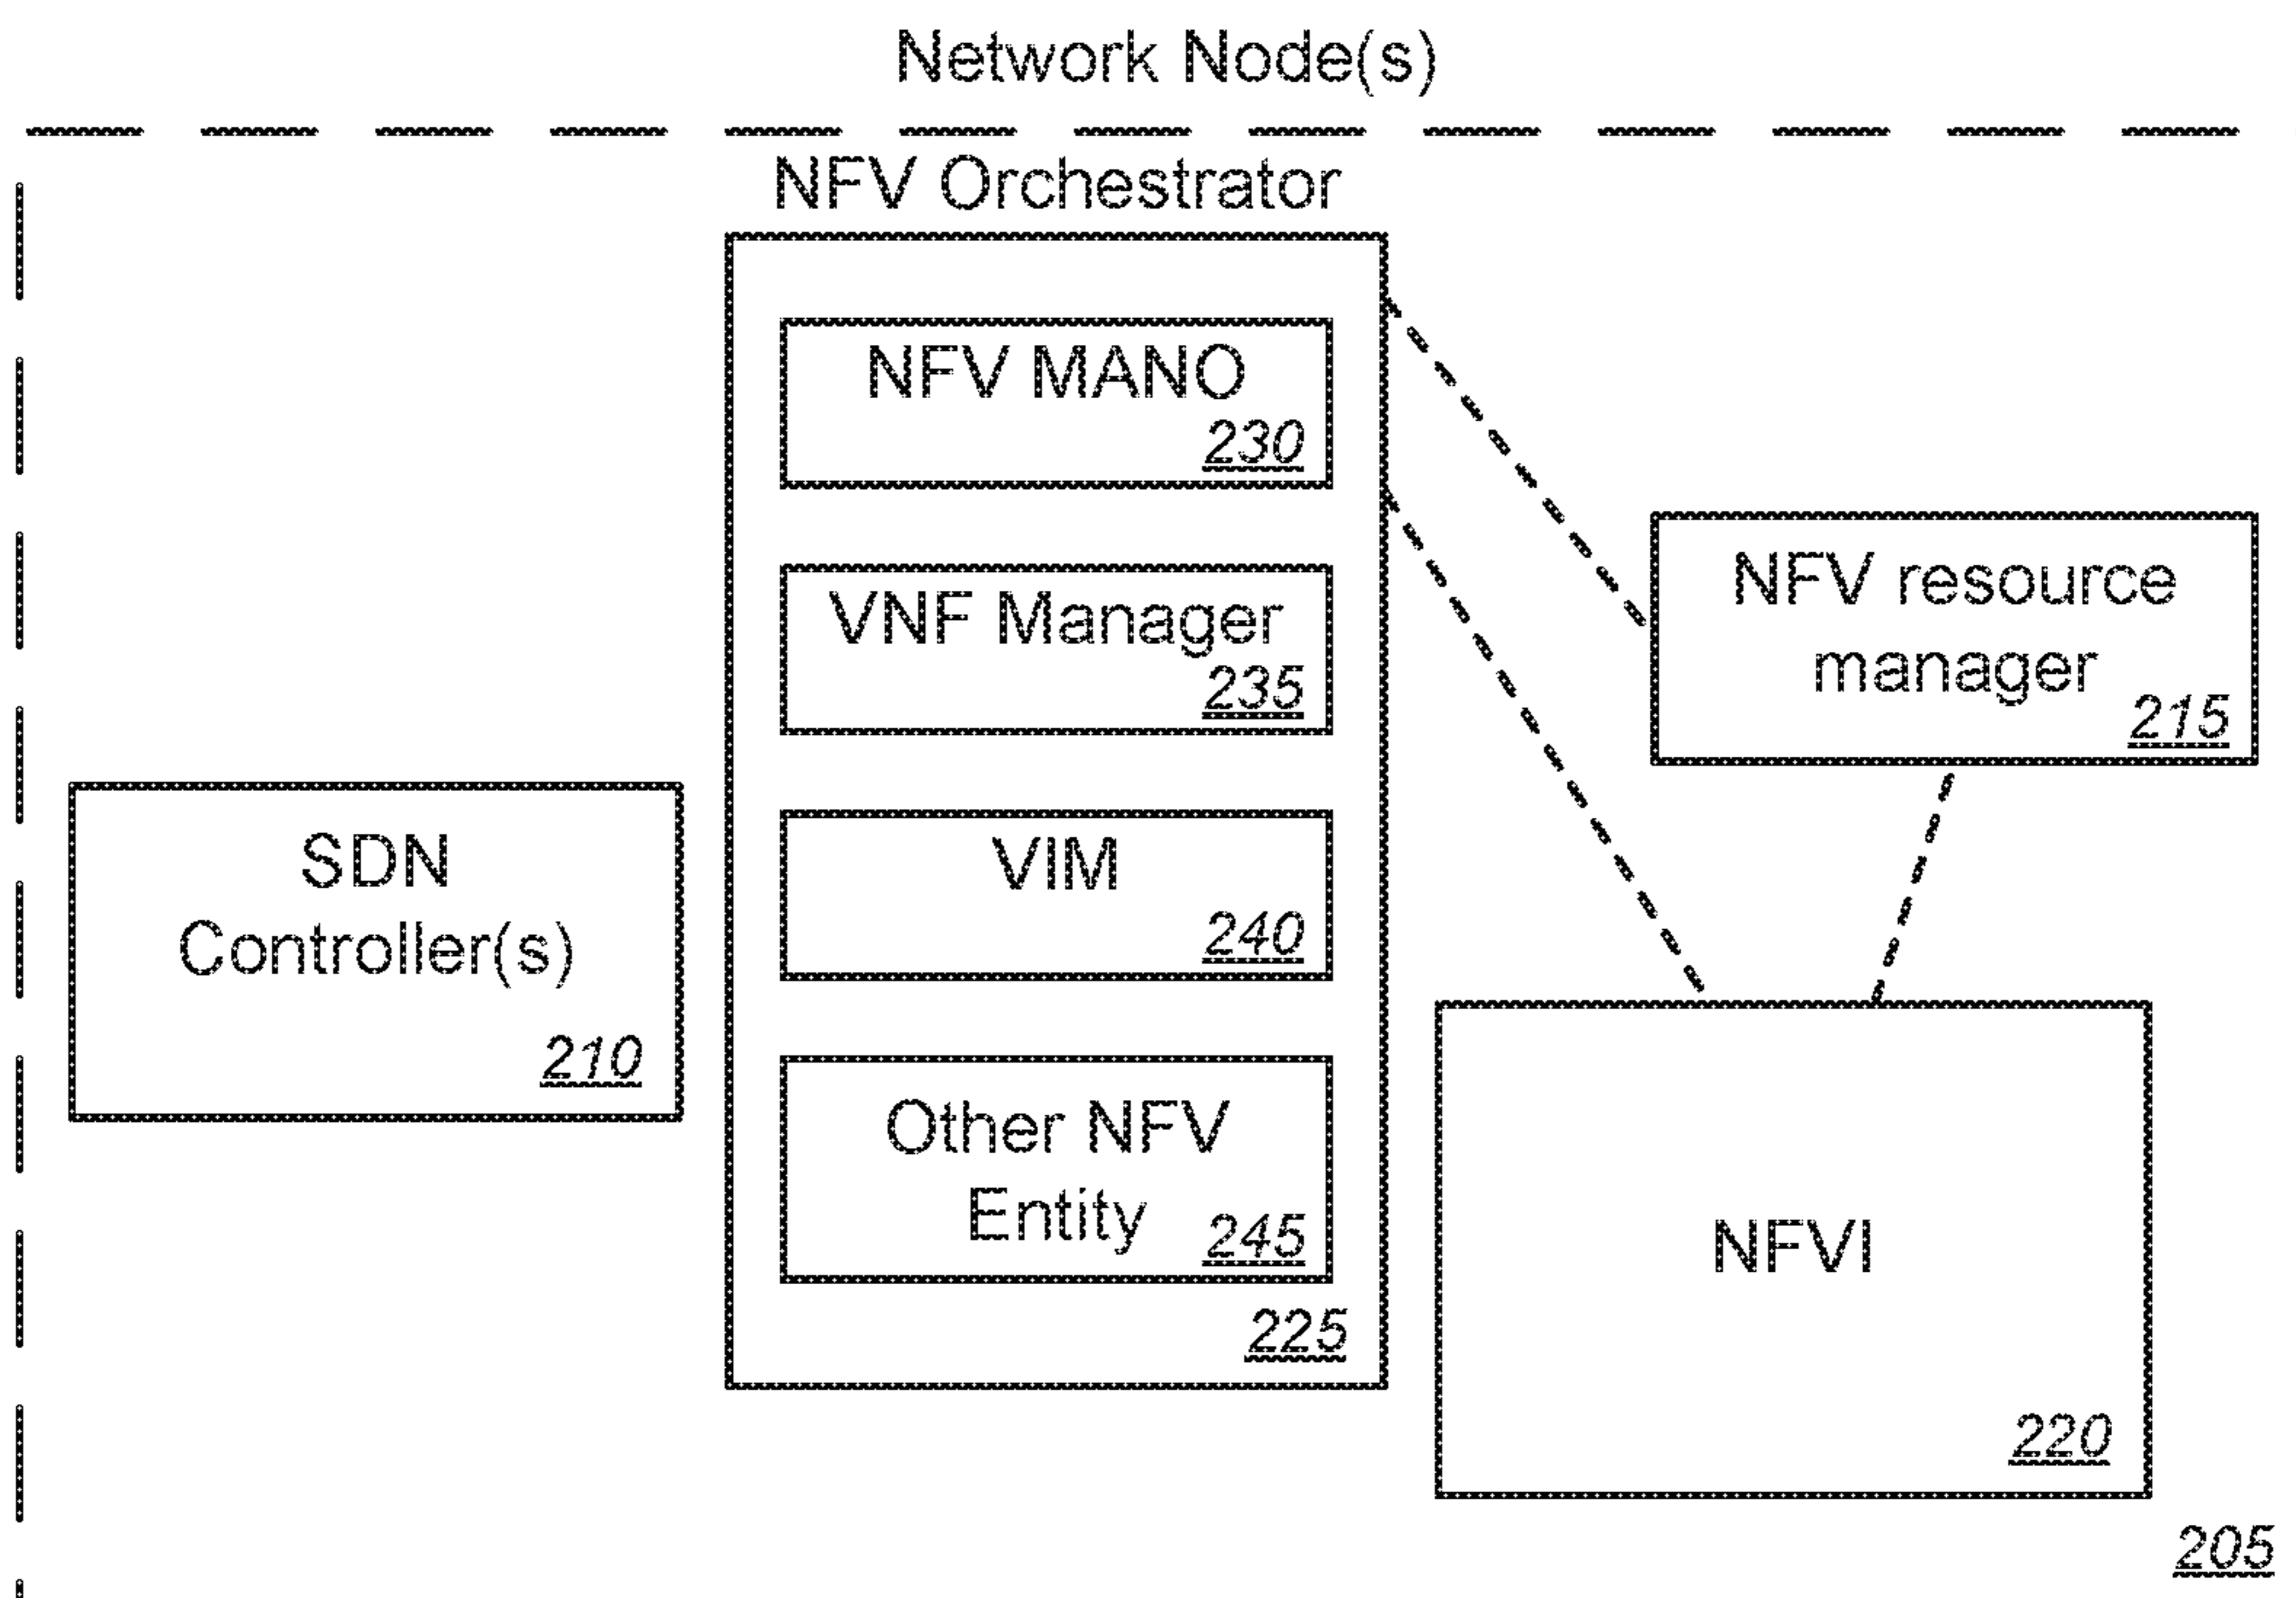 Network Node(s)
NFV Orchestrator
NFV MANO
230
VNF Manager
235
VIM
240
Other NFV
Entity
245
225
SDN
Controller(s)
210
NFV resource
manager
215
NFVI
220
205